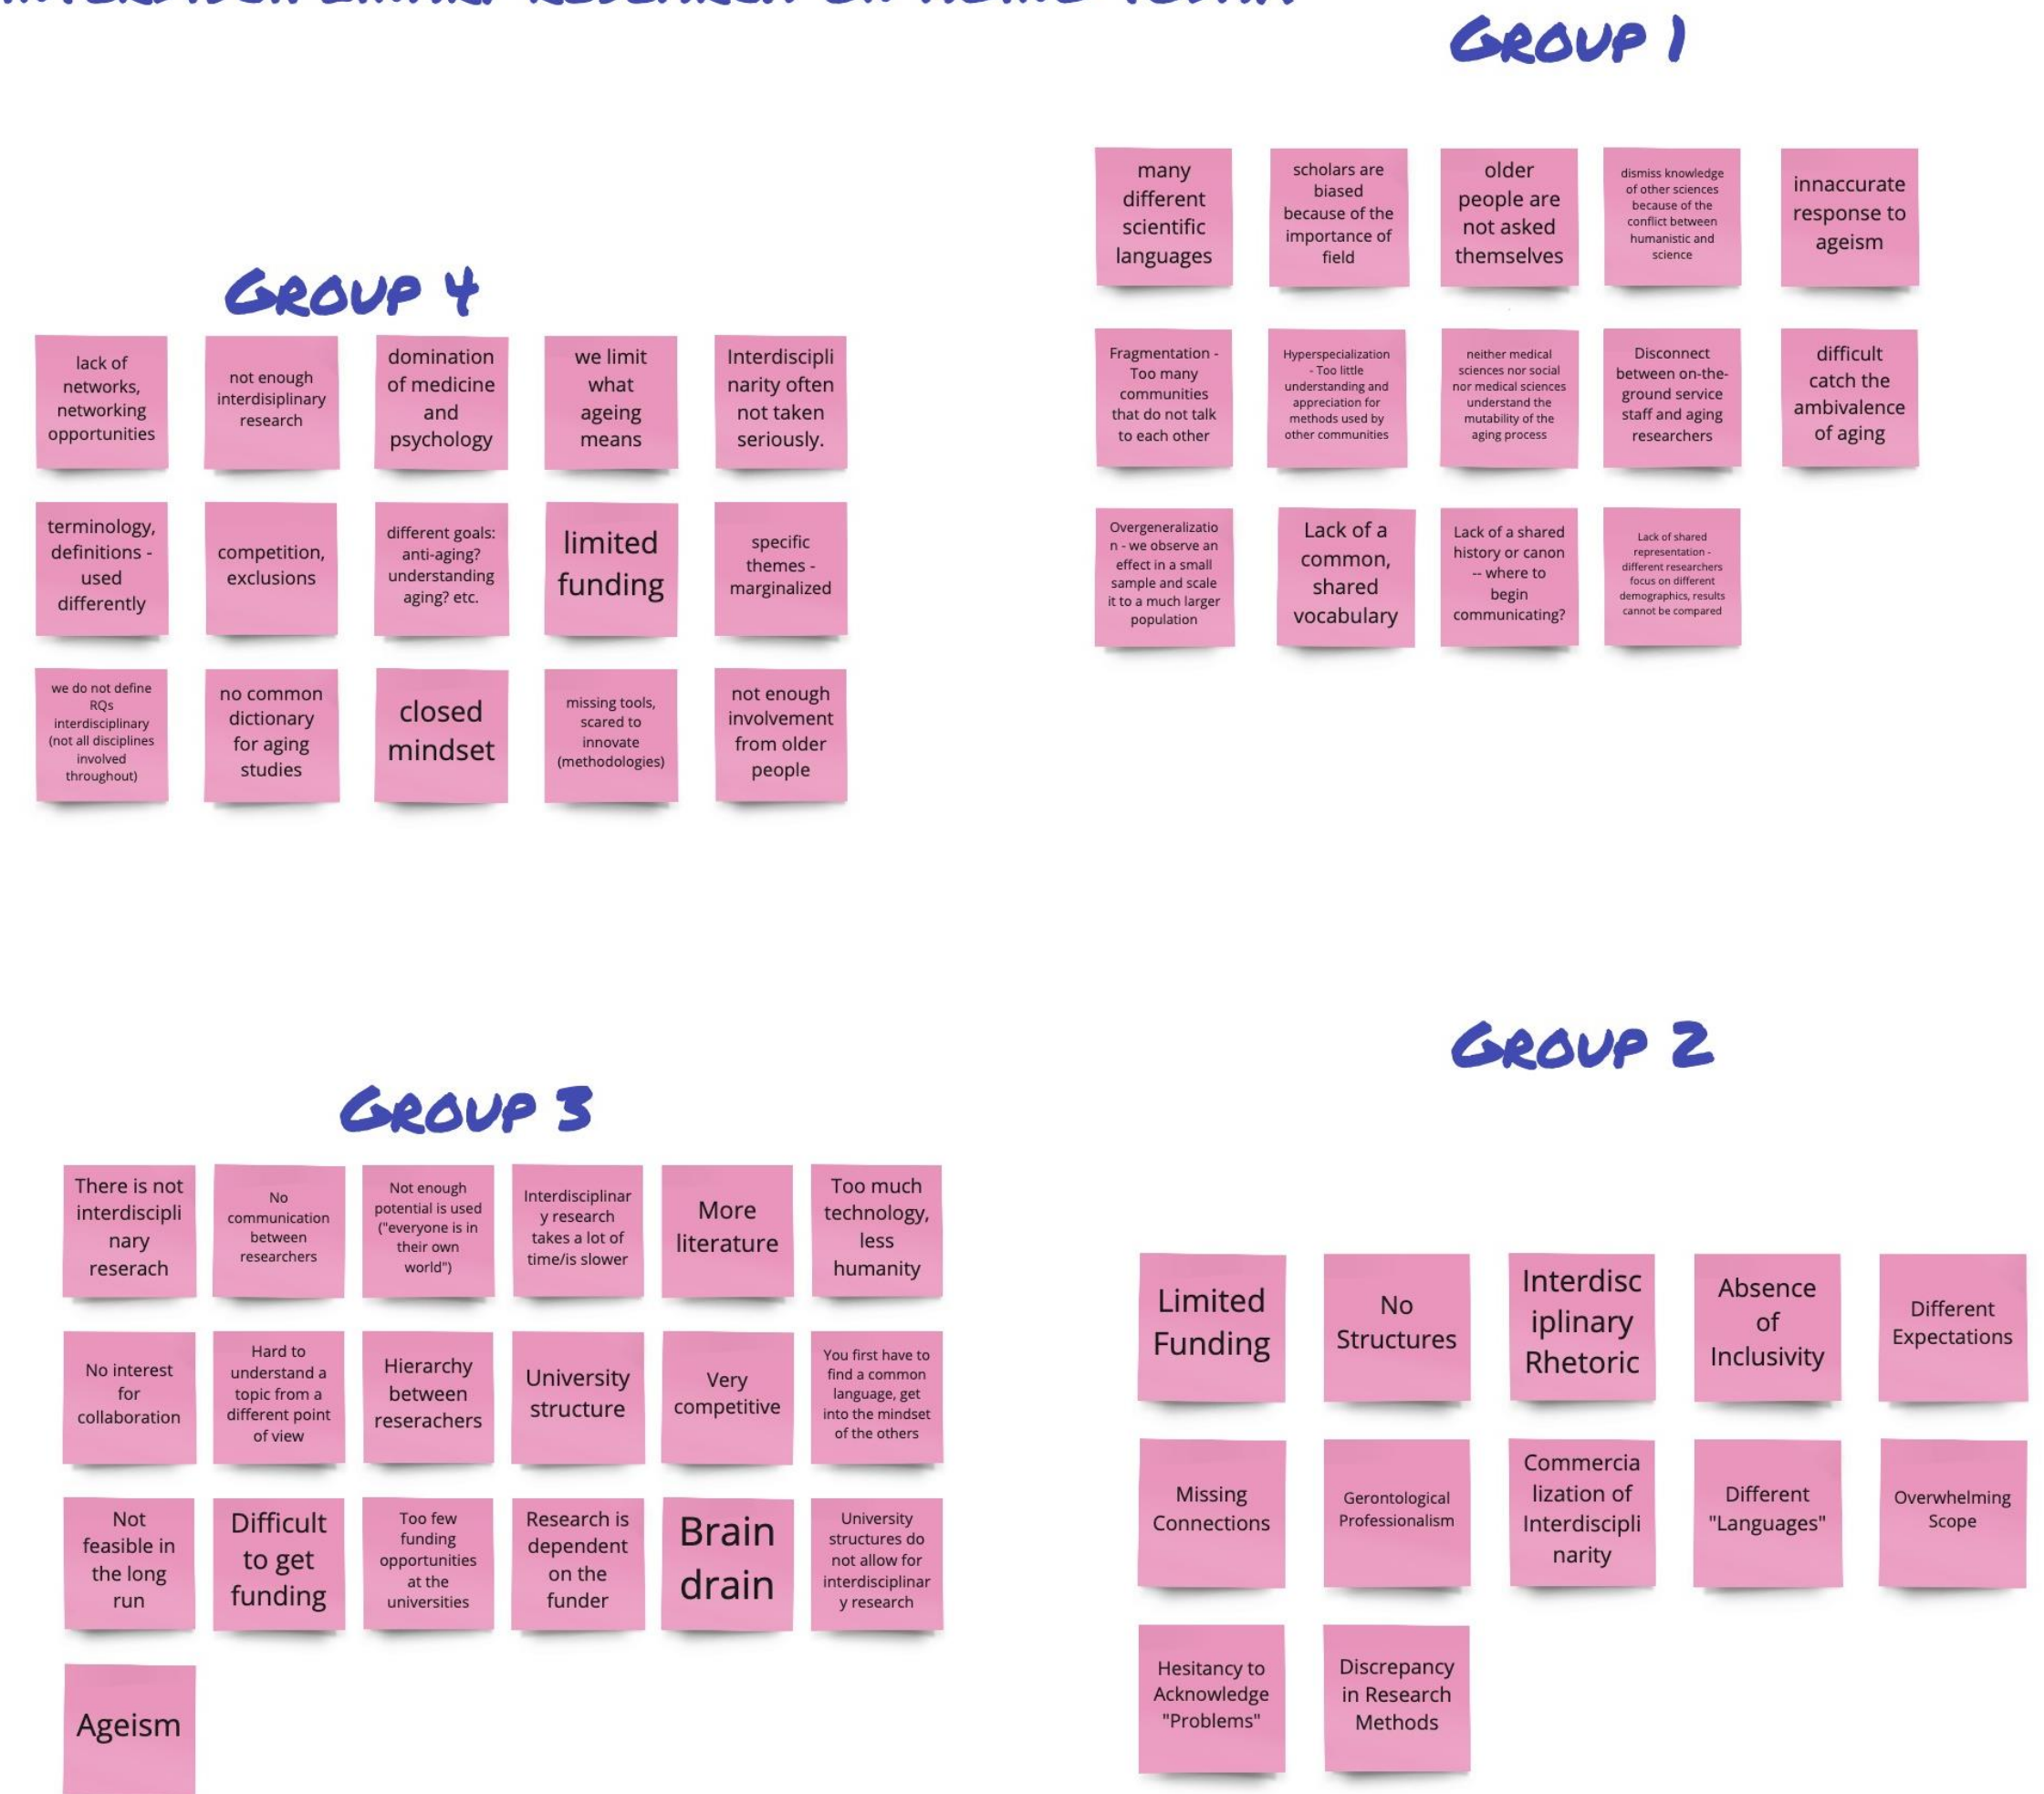 GROUP 1
many
different
scientific
languages
scholars are
biased
because of the
importance of
field
older
people are
not asked
themselves
dismiss knowledge
of other sciences
because of the
conflict between
humanistic and
science
innaccurate
response to
ageism
Fragmentation -
Too many
communities
that do not talk
to each other
Hyperspecialization
- Too little
understanding and
appreciation for
methods used by
other communities
neither medical
sciences nor social
nor medical sciences
understand the
mutability of the
aging process
Disconnect
between on-the-
ground service
staff and aging
researchers
difficult
catch the
ambivalence
of aging
Overgeneralizatio
n - we observe an
effect in a small
sample and scale
it to a much larger
population
Lack of a
common,
shared
vocabulary
Lack of a shared
history or canon
-- where to
begin
communicating?
Lack of shared
representation -
different researchers
focus on different
demographics, results
cannot be compared
GROUP 4
lack of
networks,
networking
opportunities
not enough
interdisiplinary
research
domination
of medicine
and
psychology
we limit
what
ageing
means
Interdiscipli
narity often
not taken
seriously.
terminology,
definitions -
used
differently
competition,
exclusions
different goals:
anti-aging?
understanding
aging? etc.
limited
funding
specific
themes -
marginalized
we do not define
RQs
interdisciplinary
(not all disciplines
involved
throughout)
no common
dictionary
for aging
studies
closed
mindset
missing tools,
scared to
innovate
(methodologies)
not enough
involvement
from older
people
GROUP 2
Limited
Funding
No
Structures
Interdisc
iplinary
Rhetoric
Absence
of
Inclusivity
Different
Expectations
Missing
Connections
Gerontological
Professionalism
Commercia
lization of
Interdiscipli
narity
Different
"Languages"
Overwhelming
Scope
Hesitancy to
Acknowledge
"Problems"
Discrepancy
in Research
Methods
GROUP 3
There is not
interdiscipli
nary
reserach
No
communication
between
researchers
Not enough
potential is used
("everyone is in
their own
world")
Interdisciplinar
y research
takes a lot of
time/is slower
More
literature
Too much
technology,
less
humanity
No interest
for
collaboration
Hard to
understand a
topic from a
different point
of view
Hierarchy
between
reserachers
University
structure
Very
competitive
You first have to
find a common
language, get
into the mindset
of the others
Not
feasible in
the long
run
Difficult
to get
funding
Too few
funding
opportunities
at the
universities
Research is
dependent
on the
funder
Brain
drain
University
structures do
not allow for
interdisciplinar
y research
Ageism